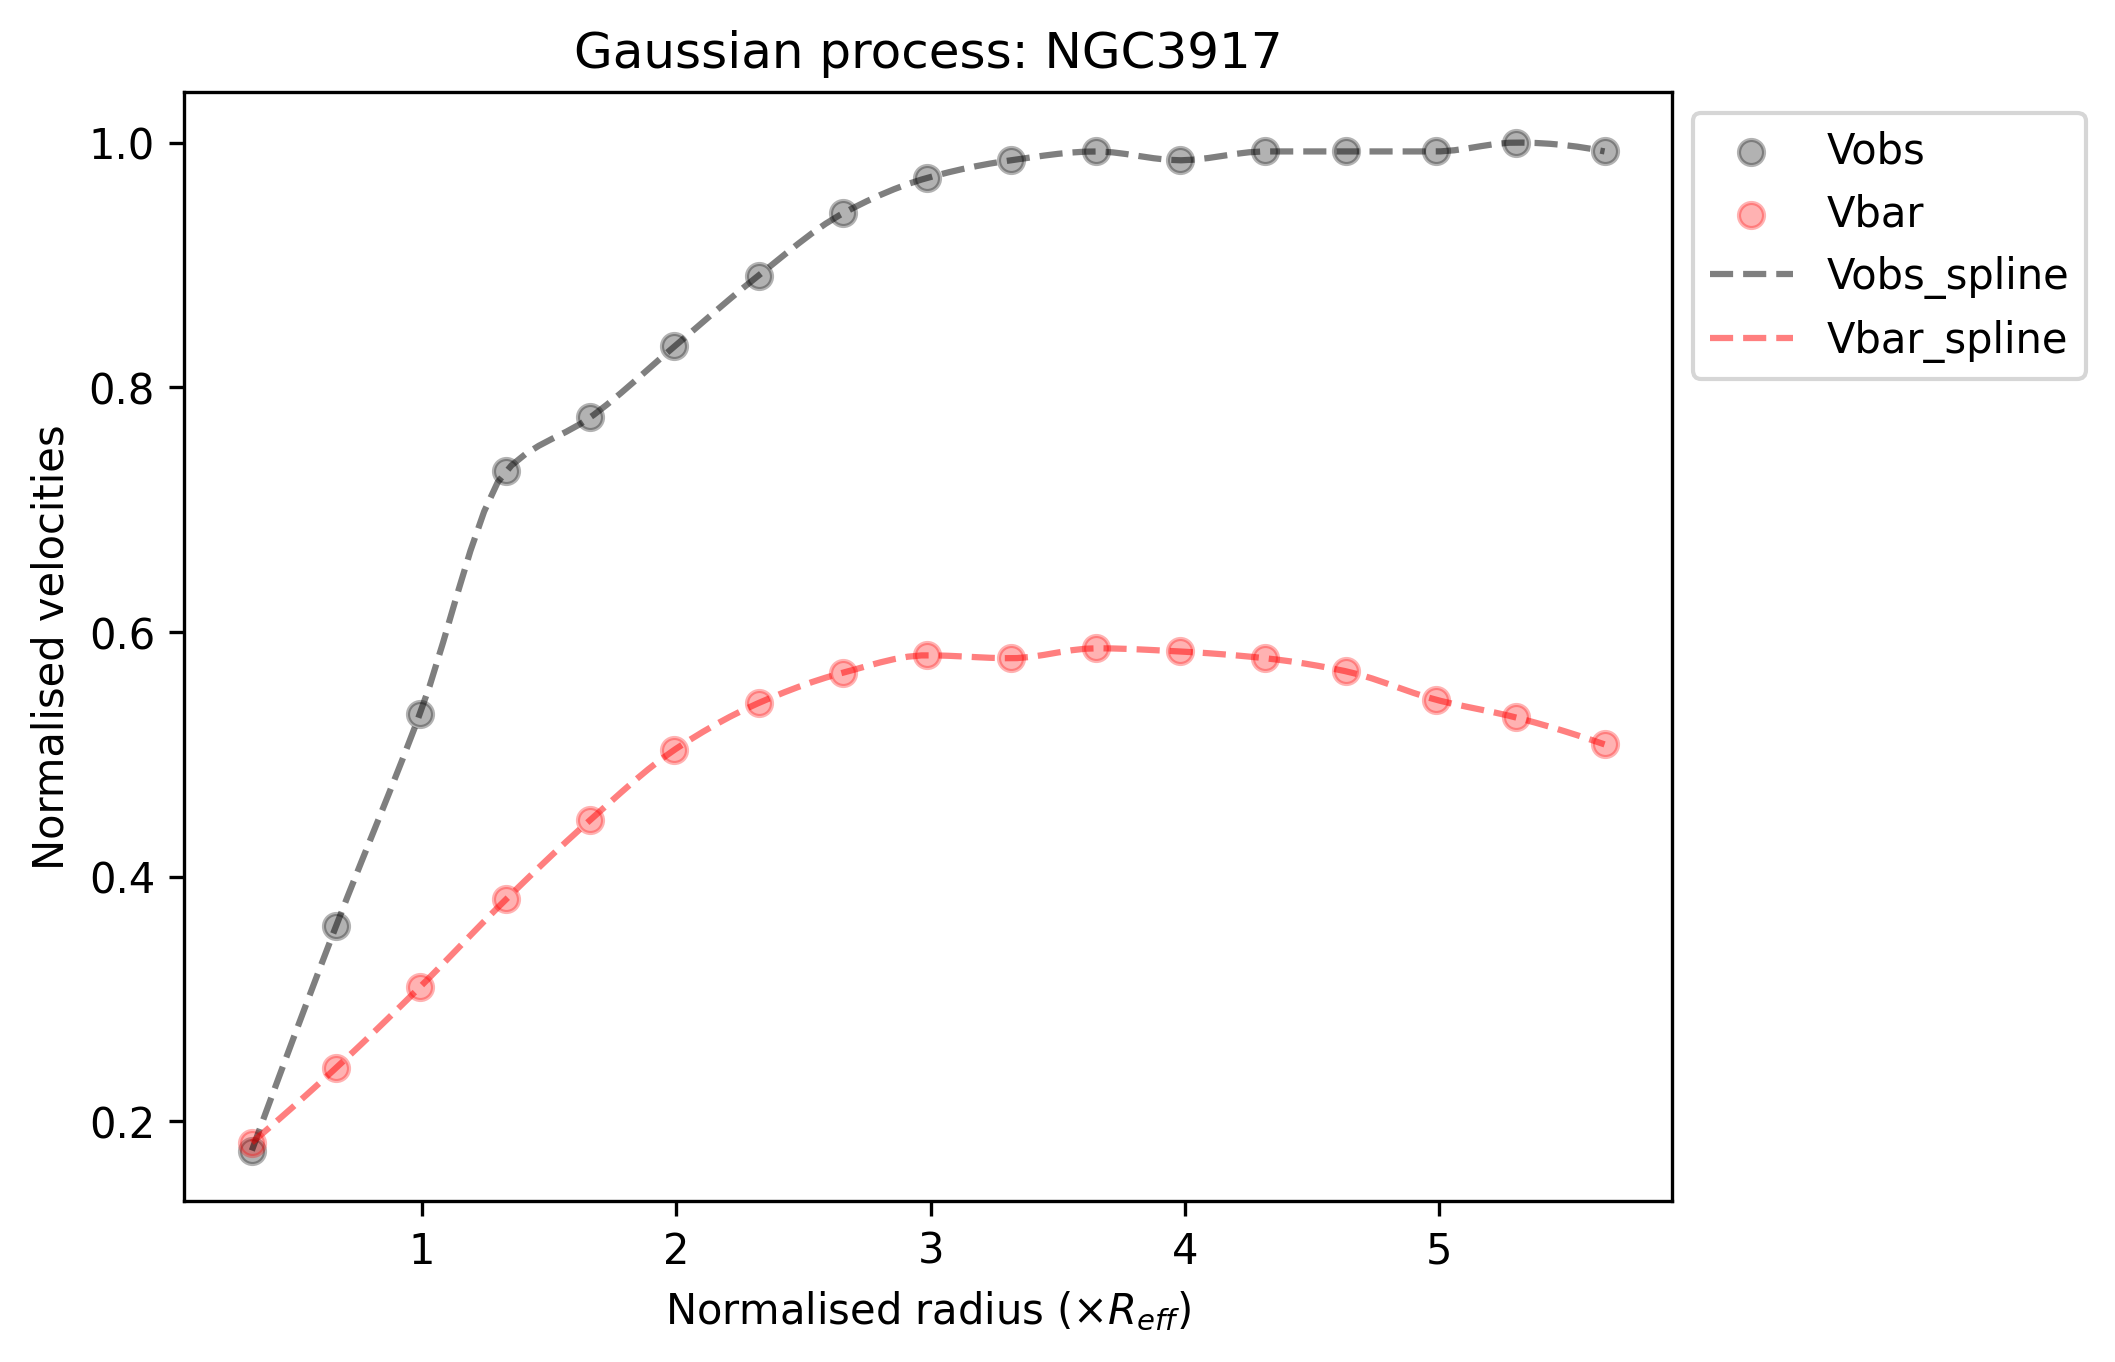 Gaussian process: NGC3917
1.0
0.8
0.6
0.4
0.2
Normalised velocities
1 2 3 4 5
Normalised radius (×R_eff)
Vobs
Vbar
Vobs_spline
Vbar_spline